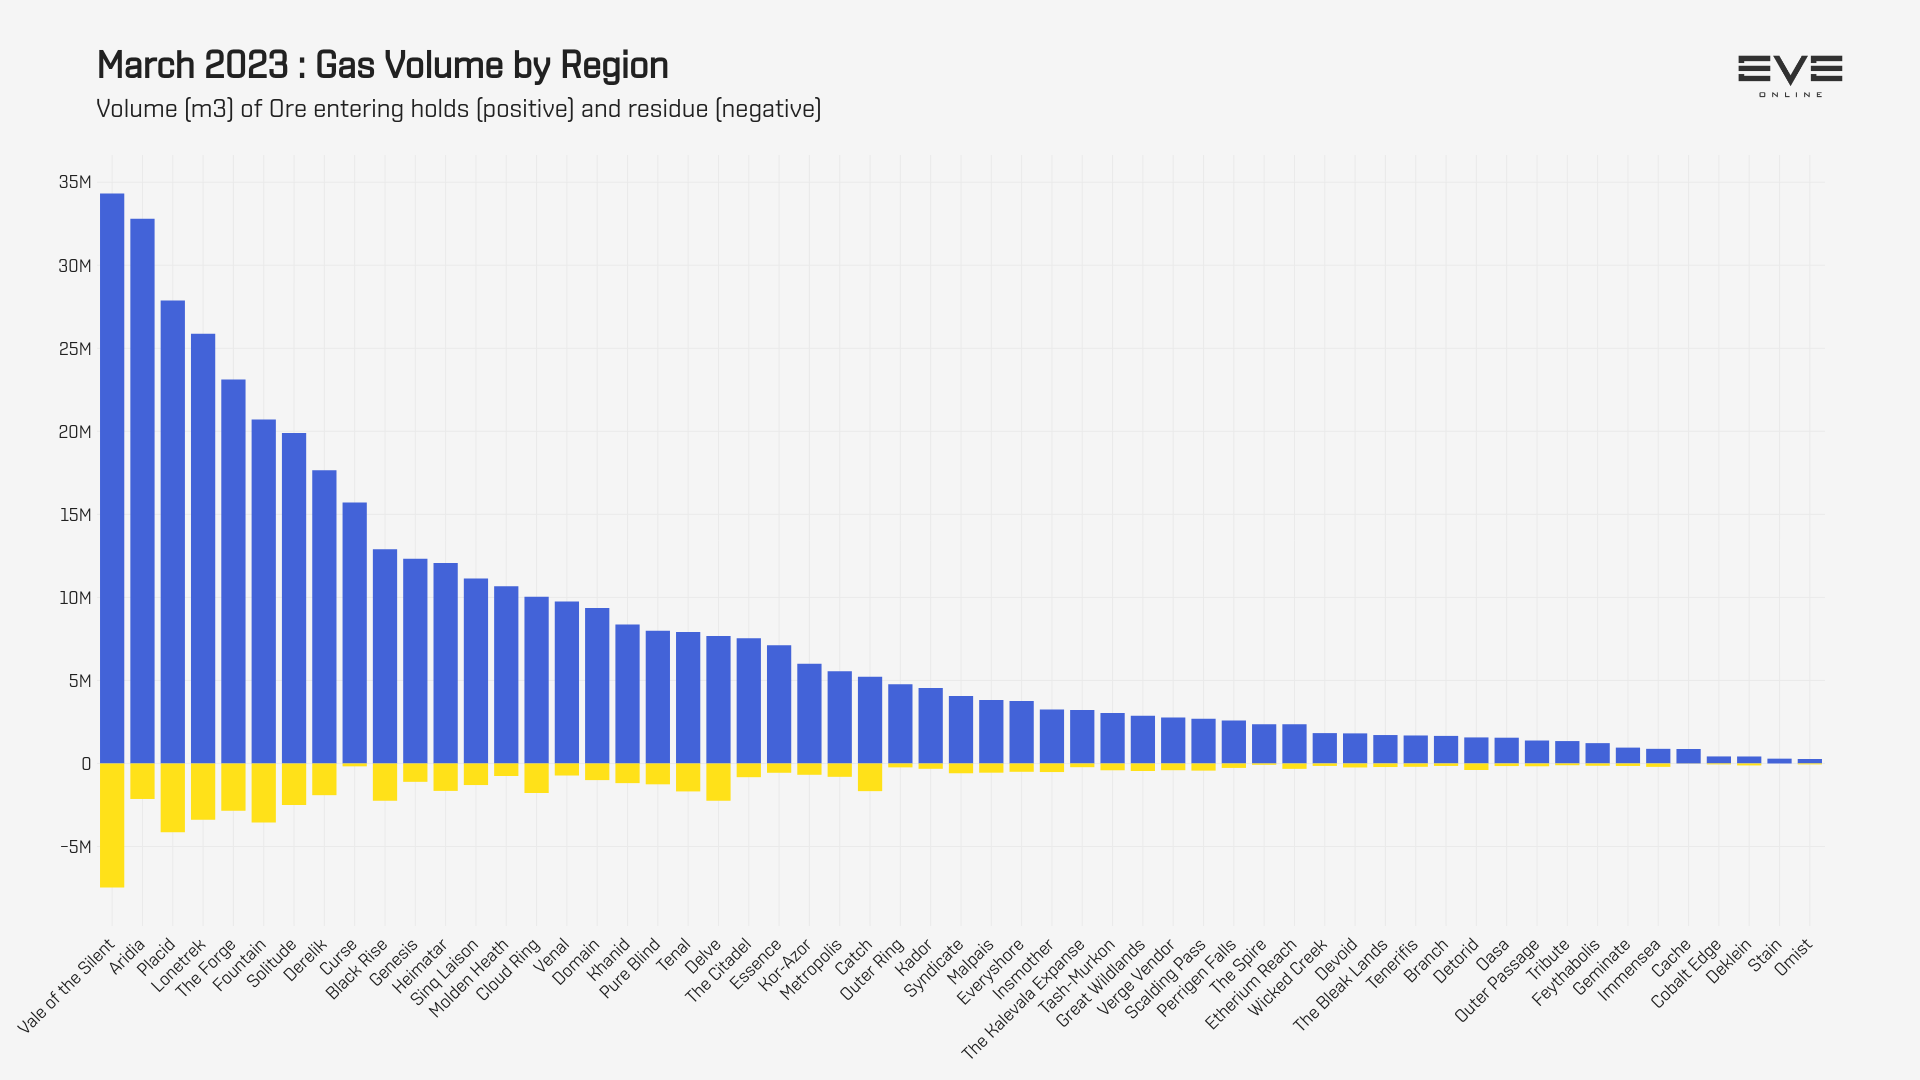 March 2023 : Gas Volume by Region
Volume (m3) of Ore entering holds (positive) and residue (negative)
EVE
ONLINE
35M
30M
25M
20M
15M
10M
5M
0
−5M
Vale of the Silent
Aridia
Placid
Lonetrek
The Forge
Fountain
Solitude
Derelik
Curse
Black Rise
Genesis
Heimatar
Sinq Laison
Molden Heath
Cloud Ring
Venal
Domain
Khanid
Pure Blind
Tenal
Delve
The Citadel
Essence
Kor-Azor
Metropolis
Catch
Outer Ring
Kador
Syndicate
Malpais
Everyshore
Insmother
The Kalevala Expanse
Tash-Murkon
Great Wildlands
Verge Vendor
Scalding Pass
Perrigen Falls
The Spire
Etherium Reach
Wicked Creek
Devoid
The Bleak Lands
Tenerifis
Branch
Detorid
Oasa
Outer Passage
Tribute
Feythabolis
Geminate
Immensea
Cache
Cobalt Edge
Deklein
Stain
Omist